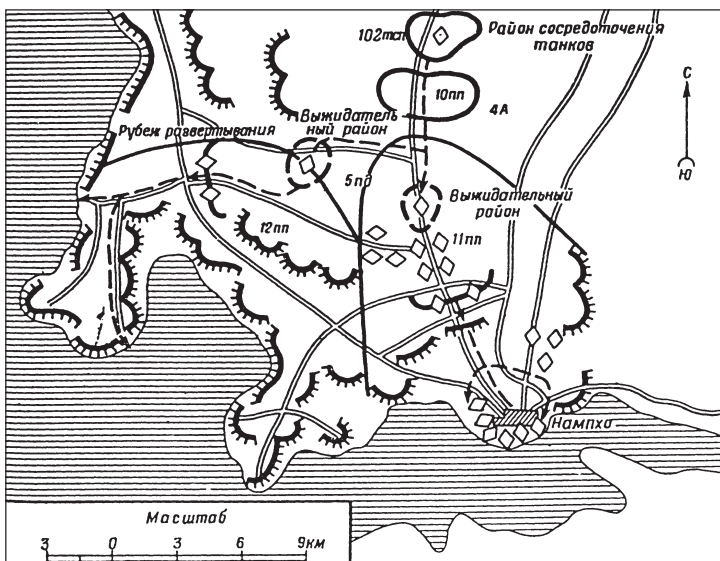 102тсп
Район сосредоточения
танков
10пп
4А
С
Ю
Рубеж развертывания
Выжидатель
ный район
5пд
Выжидательный
район
12пп
11пп
Нампхо
Масштаб
3 0 3 6 9км